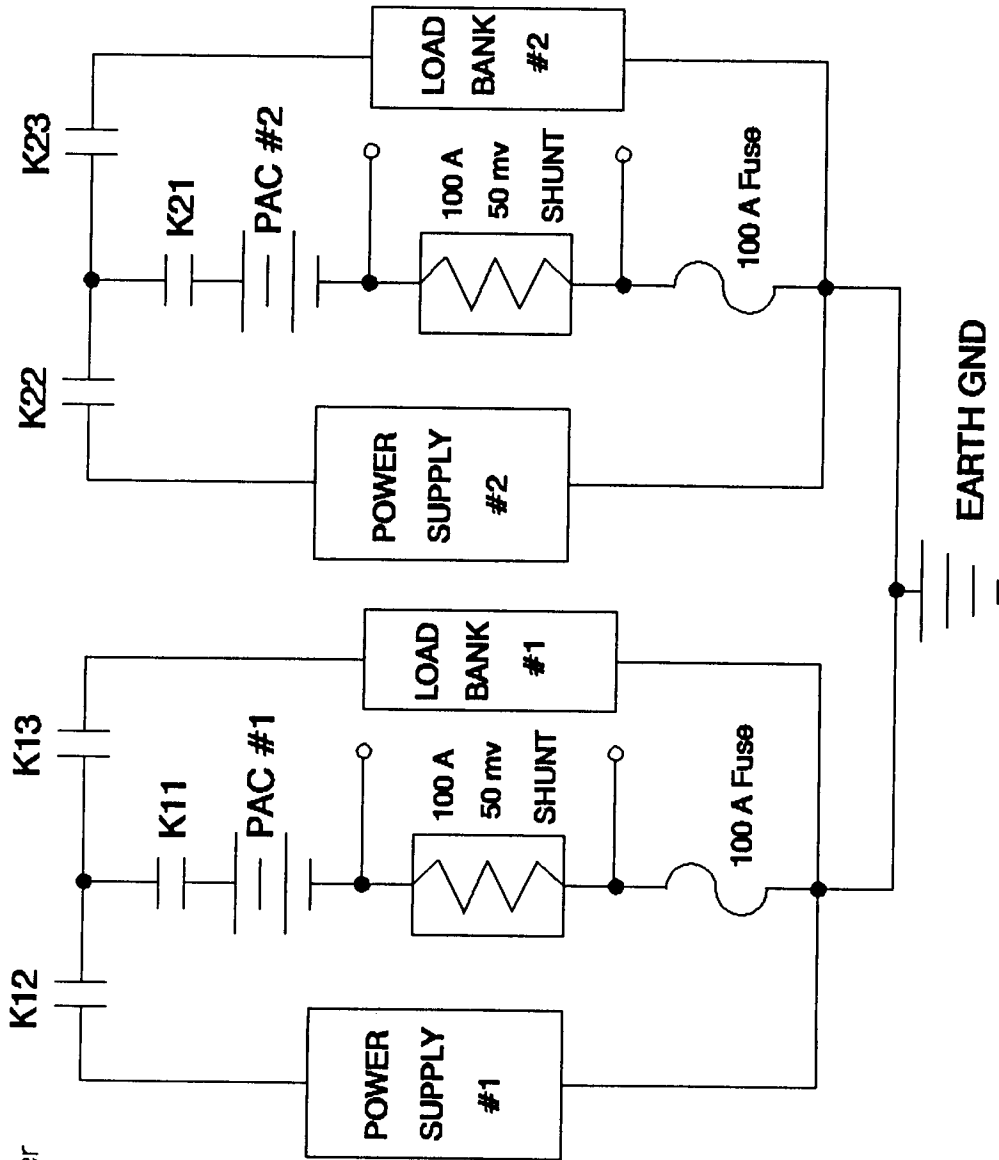 er
K12
K13
K11
PAC #1
POWER
SUPPLY
#1
100 A
50 mv
SHUNT
LOAD
BANK
#1
100 A Fuse
K22
K23
K21
PAC #2
POWER
SUPPLY
#2
100 A
50 mv
SHUNT
LOAD
BANK
#2
100 A Fuse
EARTH GND